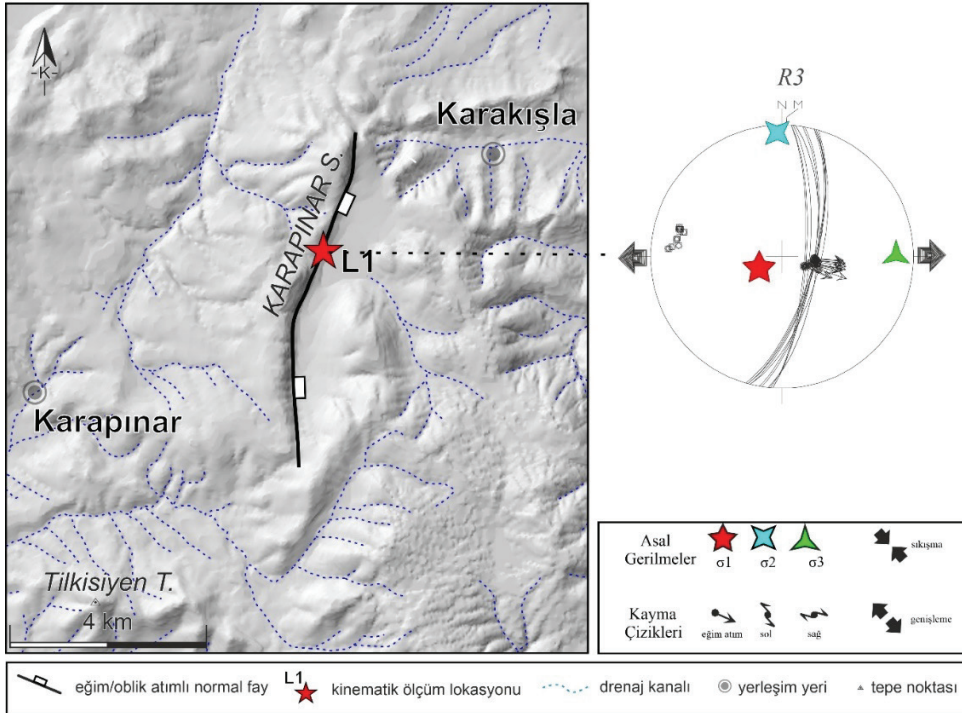 -K-
Karakışla
KARAPINAR S.
L1
Karapınar
Tilkisiyen T.
4 km
R3
N M
Asal Gerilmeler
σ1
σ2
σ3
sıkışma
Kayma Çizikleri
eğim atım
sol
sağ
genişleme
eğim/oblik atımlı normal fay
L1
kinematik ölçüm lokasyonu
drenaj kanalı
yerleşim yeri
tepe noktası